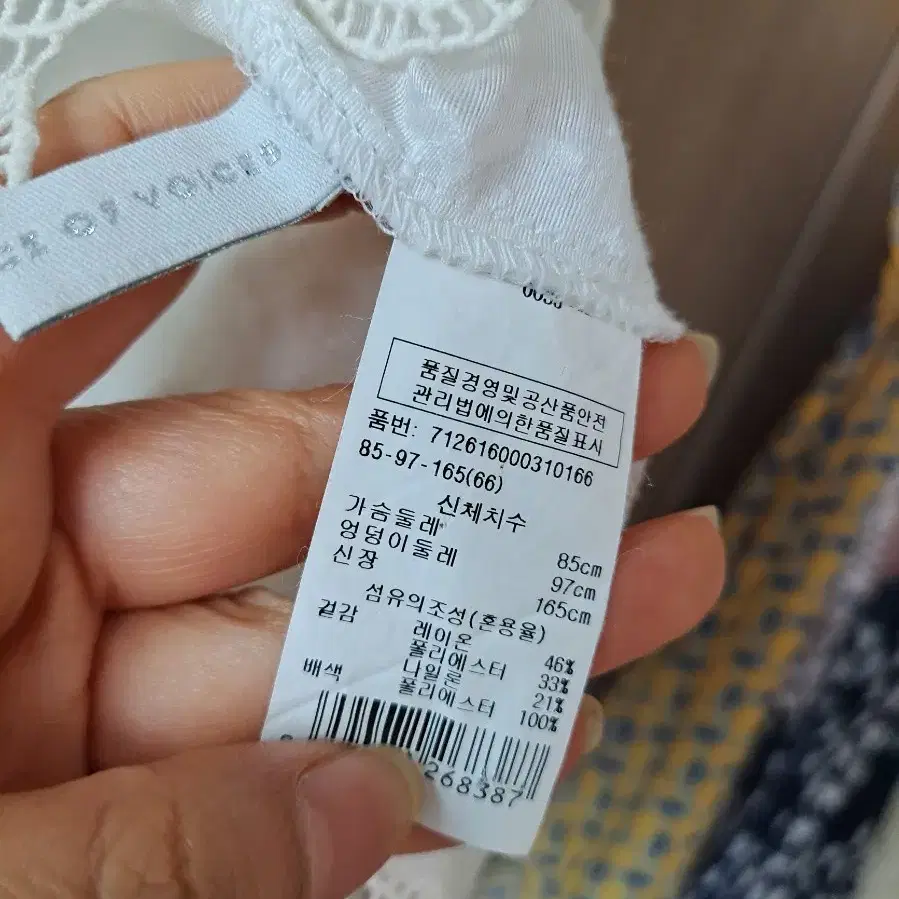 OF VOICES
품질경영및공산품안전
관리법에의한품질표시
품번: 712616000310166
85-97-165(66)
신체치수
가슴둘레 85cm
엉덩이둘레 97cm
신장 165cm
섬유의조성(혼용율)
겉감 레이온 46%
폴리에스터 33%
나일론 21%
배색 폴리에스터 100%
268387